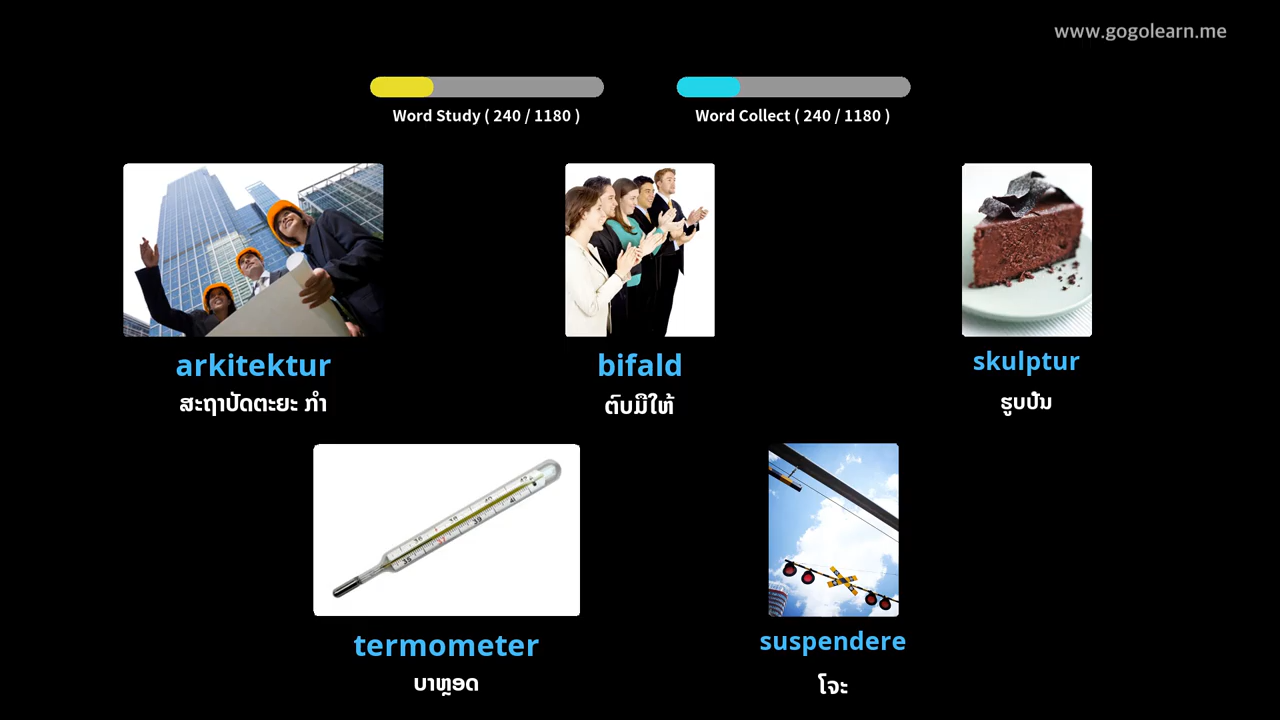 www.gogolearn.me
Word Study ( 240 / 1180 )
Word Collect ( 240 / 1180 )
arkitektur
ສະຖາປັດຕະຍະ ກຳ
bifald
ຕົບມືໃຫ້
skulptur
ຮູບປັ້ນ
termometer
ບາຫຼອດ
suspendere
ໂຈະ